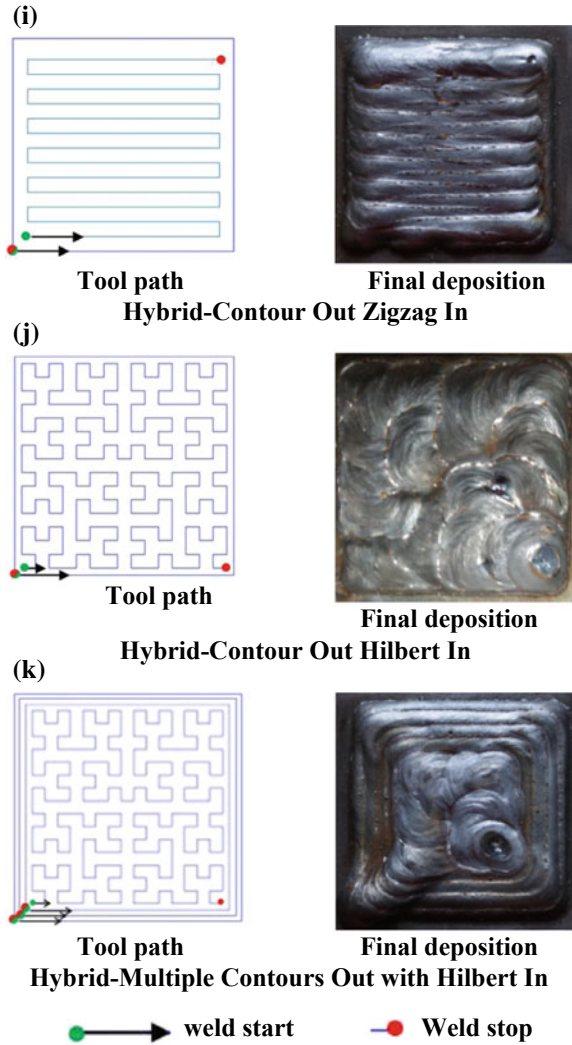 (i)
Tool path Final deposition
Hybrid-Contour Out Zigzag In
(j)
Tool path
Final deposition
Hybrid-Contour Out Hilbert In
(k)
Tool path Final deposition
Hybrid-Multiple Contours Out with Hilbert In
weld start Weld stop